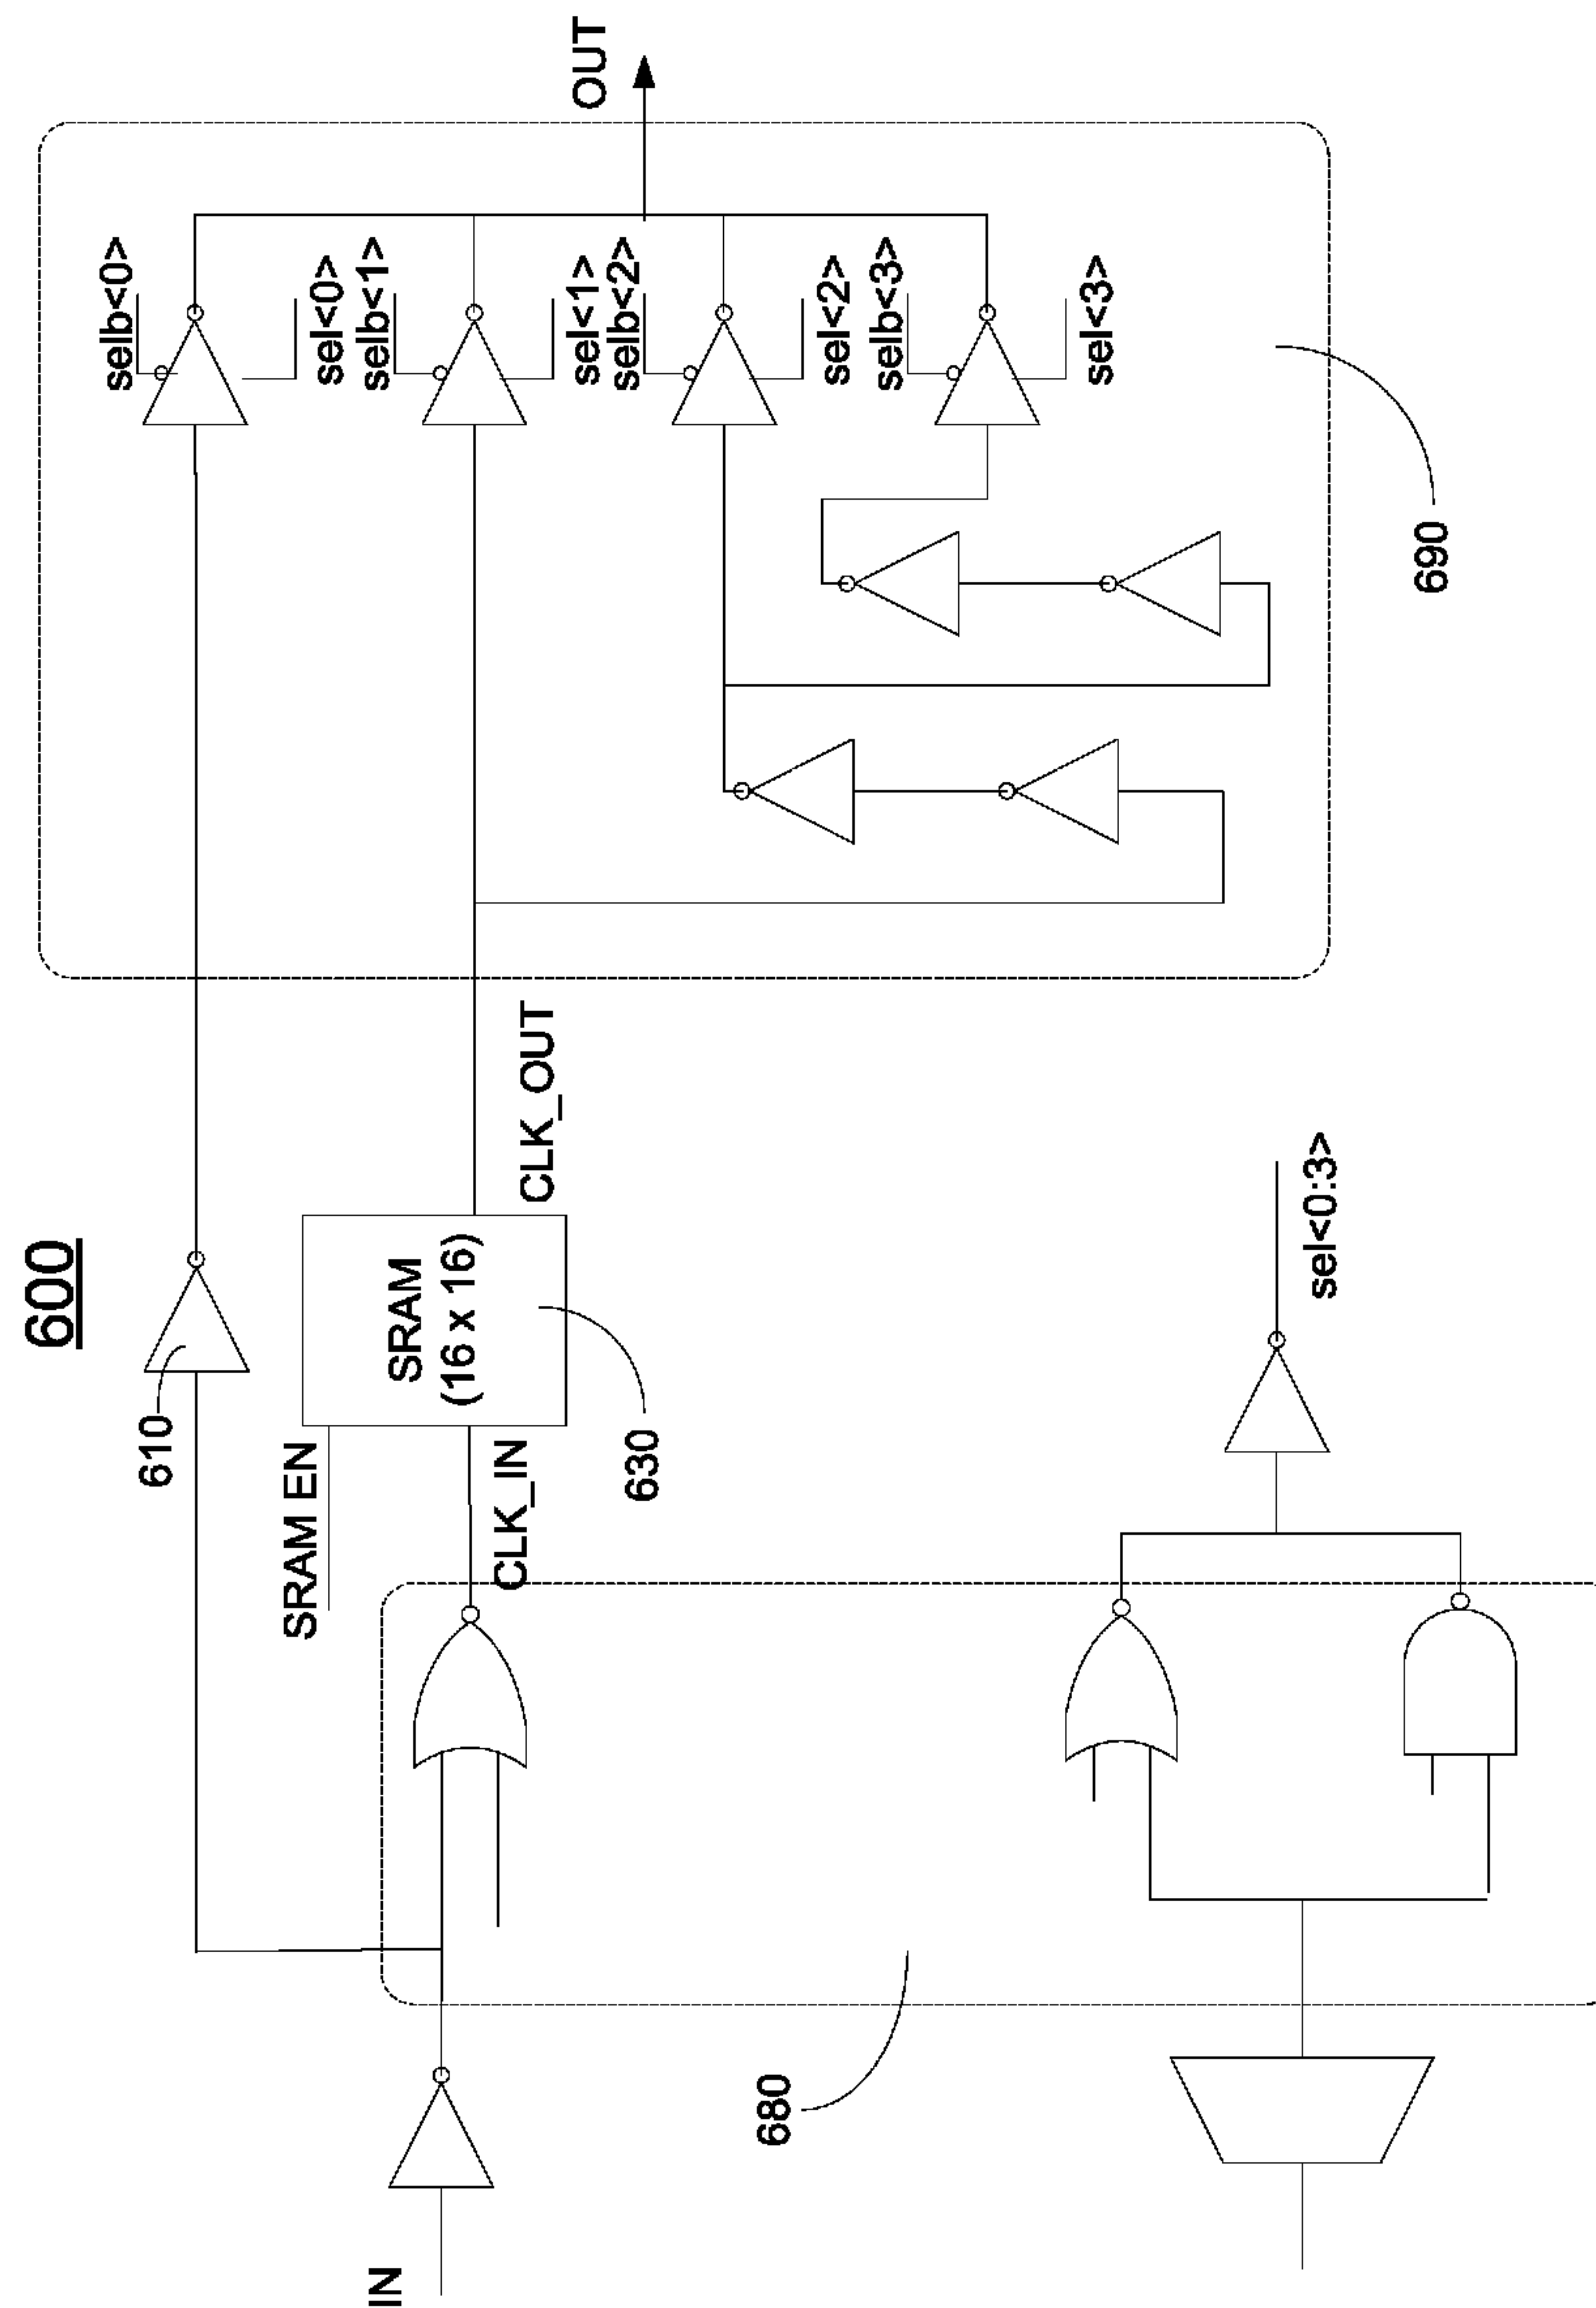 600
610
selb<0>
sel<0>
selb<1>
sel<1>
selb<2>
sel<2>
selb<3>
sel<3>
OUT
SRAM EN
SRAM
(16 x 16)
CLK_IN
CLK_OUT
630
690
IN
680
sel<0:3>